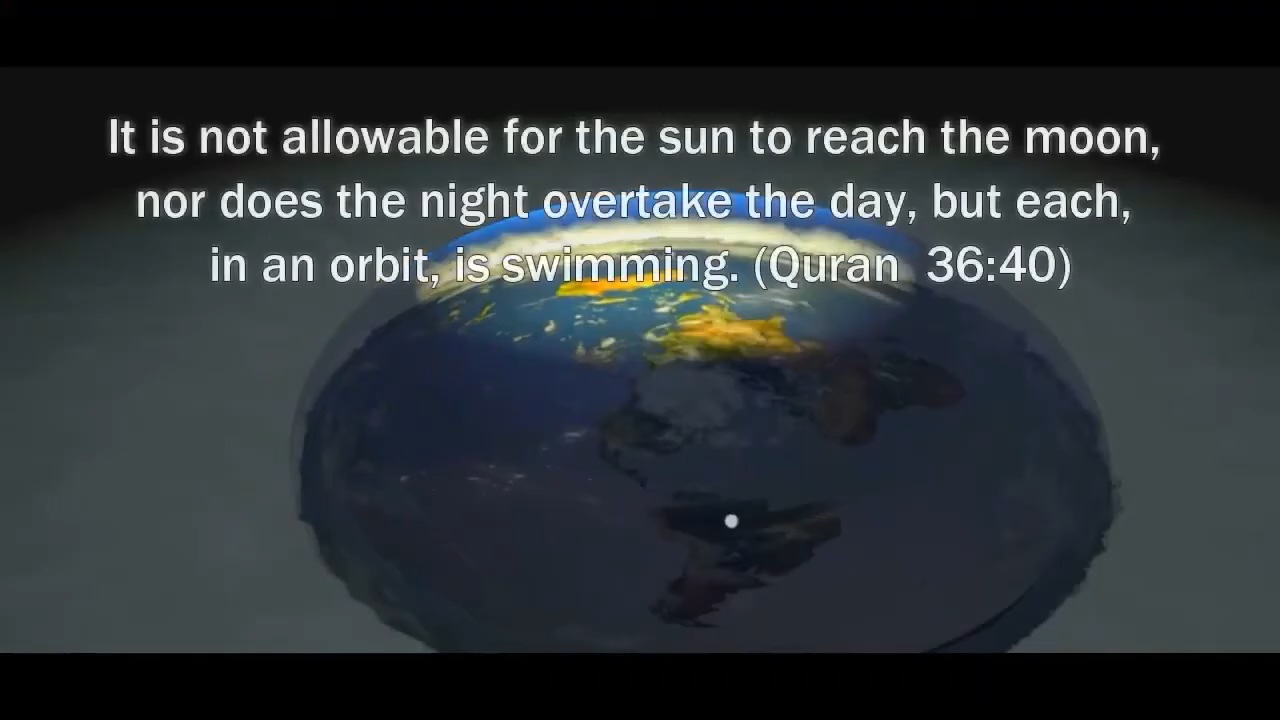 It is not allowable for the sun to reach the moon,
nor does the night overtake the day, but each,
in an orbit, is swimming. (Quran 36:40)